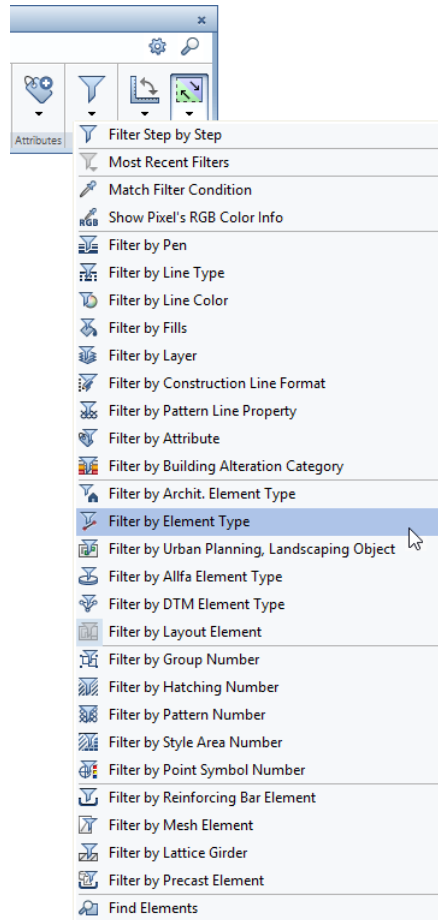 Attributes
Filter Step by Step
Most Recent Filters
Match Filter Condition
RGB Show Pixel's RGB Color Info
Filter by Pen
Filter by Line Type
Filter by Line Color
Filter by Fills
Filter by Layer
Filter by Construction Line Format
Filter by Pattern Line Property
Filter by Attribute
Filter by Building Alteration Category
Filter by Archit. Element Type
Filter by Element Type
Filter by Urban Planning, Landscaping Object
Filter by Allfa Element Type
Filter by DTM Element Type
Filter by Layout Element
Filter by Group Number
Filter by Hatching Number
Filter by Pattern Number
Filter by Style Area Number
Filter by Point Symbol Number
Filter by Reinforcing Bar Element
Filter by Mesh Element
Filter by Lattice Girder
Filter by Precast Element
Find Elements